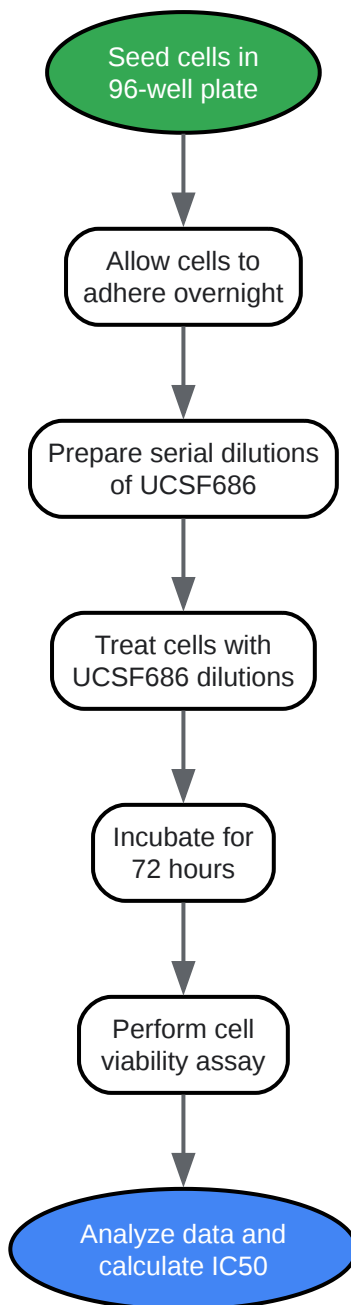 Seed cells in
96-well plate
Allow cells to
adhere overnight
Prepare serial dilutions
of UCSF686
Treat cells with
UCSF686 dilutions
Incubate for
72 hours
Perform cell
viability assay
Analyze data and
calculate IC50